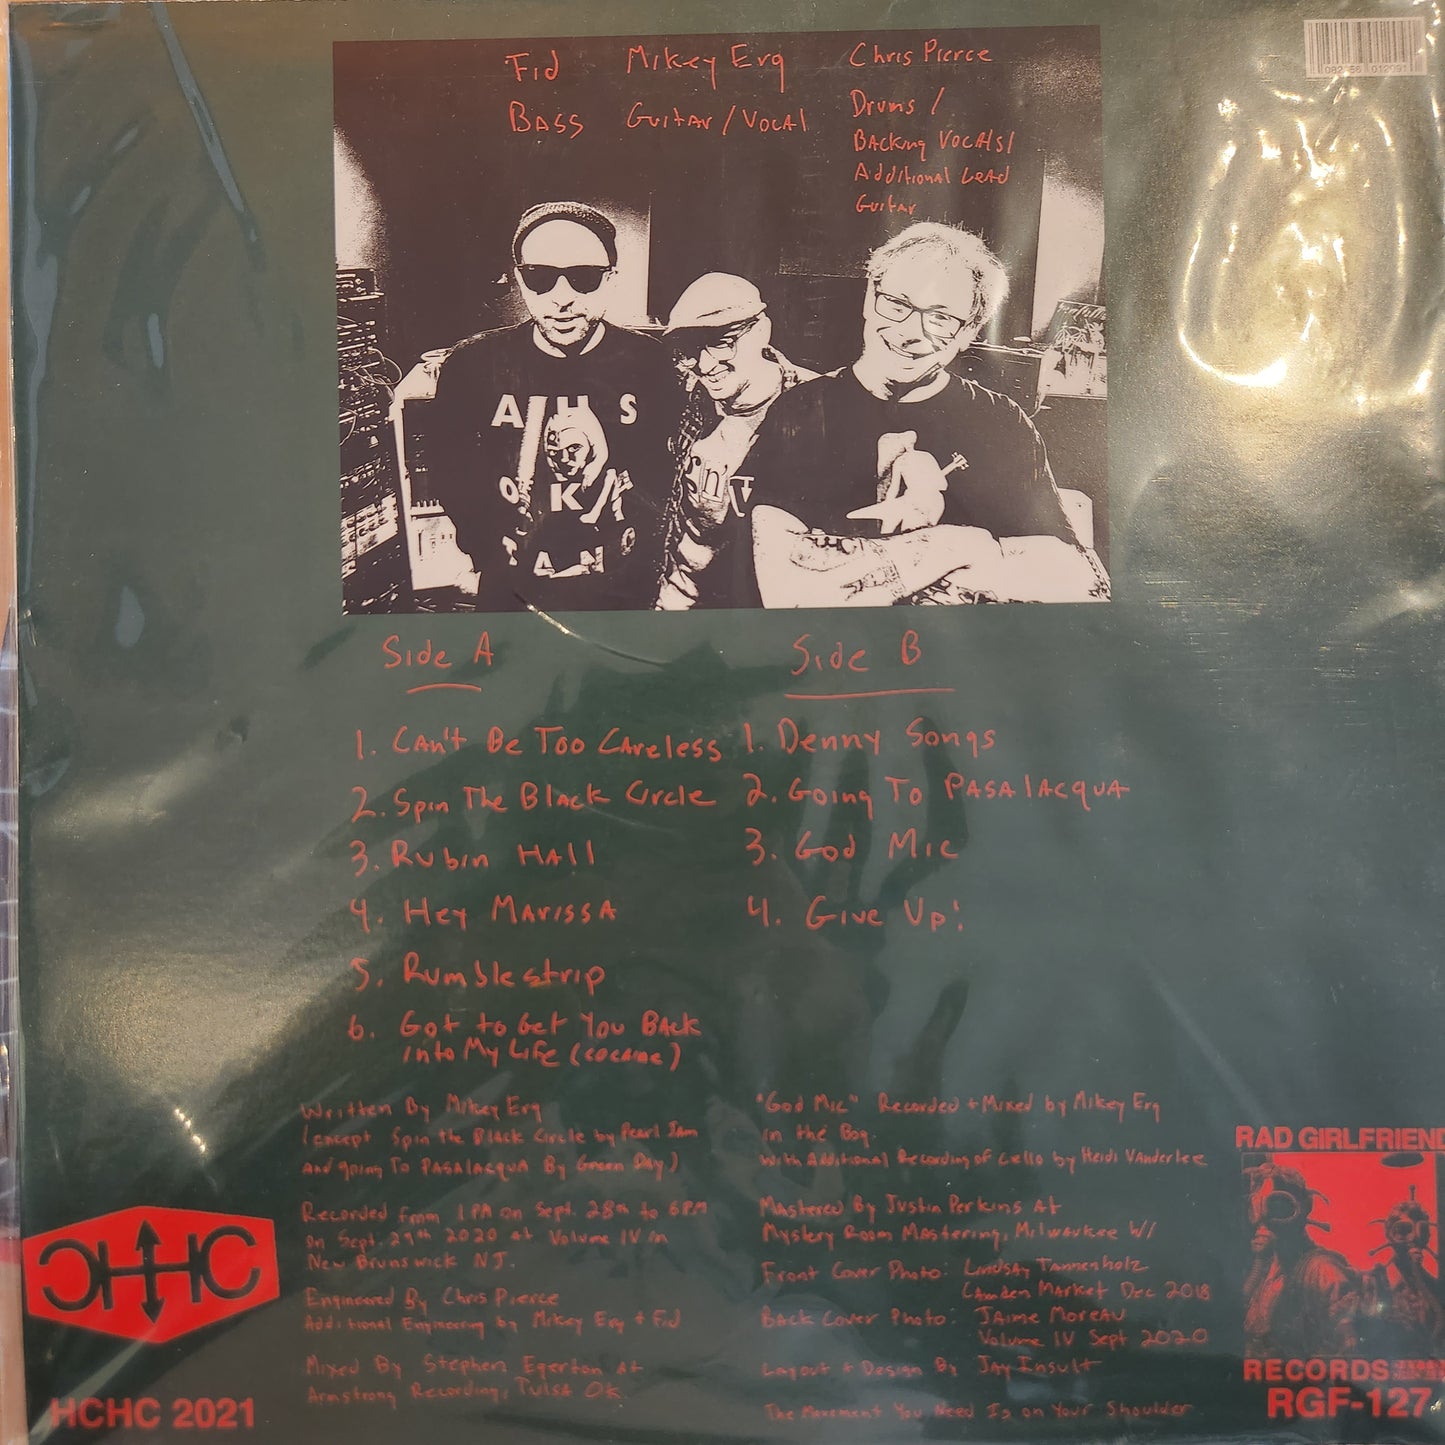 Fid
Bass
Mikey Erg
Guitar / Vocal
Chris Pierce
Drums /
Backing Vocals /
Additional Lead
Guitar
AHS
OK
TANO
Side A
1. Can't Be Too Careless
2. Spin The Black Circle
3. Rubin Hall
4. Hey Marissa
5. Rumblestrip
6. Got to Get You Back
into My Life (cocaine)
Side B
1. Denny Songs
2. Going To Pasalacqua
3. God Mic
4. Give Up!
Written By Mikey Erg
(except Spin the Black Circle by Pearl Jam
and going To Pasalacqua By Green Day)
Recorded from 1PM on Sept. 28th to 6PM
on Sept. 29th 2020 at Volume IV in
New Brunswick NJ.
Engineered By Chris Pierce
Additional Engineering by Mikey Erg + Fid
Mixed By Stephen Egerton At
Armstrong Recording, Tulsa OK
"God Mic" Recorded + Mixed by Mikey Erg
in the Bog.
With Additional Recording of Cello by Heidi Vanderlee
Mastered By Justin Perkins At
Mystery Room Mastering, Milwaukee WI
Front Cover Photo: Lindsay Tannenholz
Camden Market Dec 2018
Back Cover Photo: Jaime Moreau
Volume IV Sept 2020
Layout + Design By Jay Insult
The Movement You Need Is on Your Shoulder
HCHC 2021
RAD GIRLFRIEND
RECORDS
RGF-127